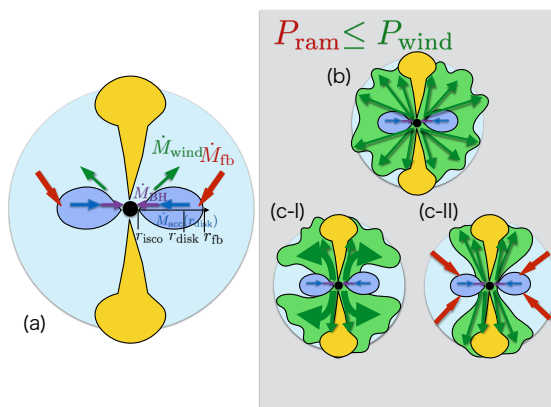 P_ram ≤ P_wind
(b)
Ṁ_wind Ṁ_fb
Ṁ_BH
Ṁ_acc(r_disk)
r_isco r_disk r_fb
(a)
(c-I) (c-II)